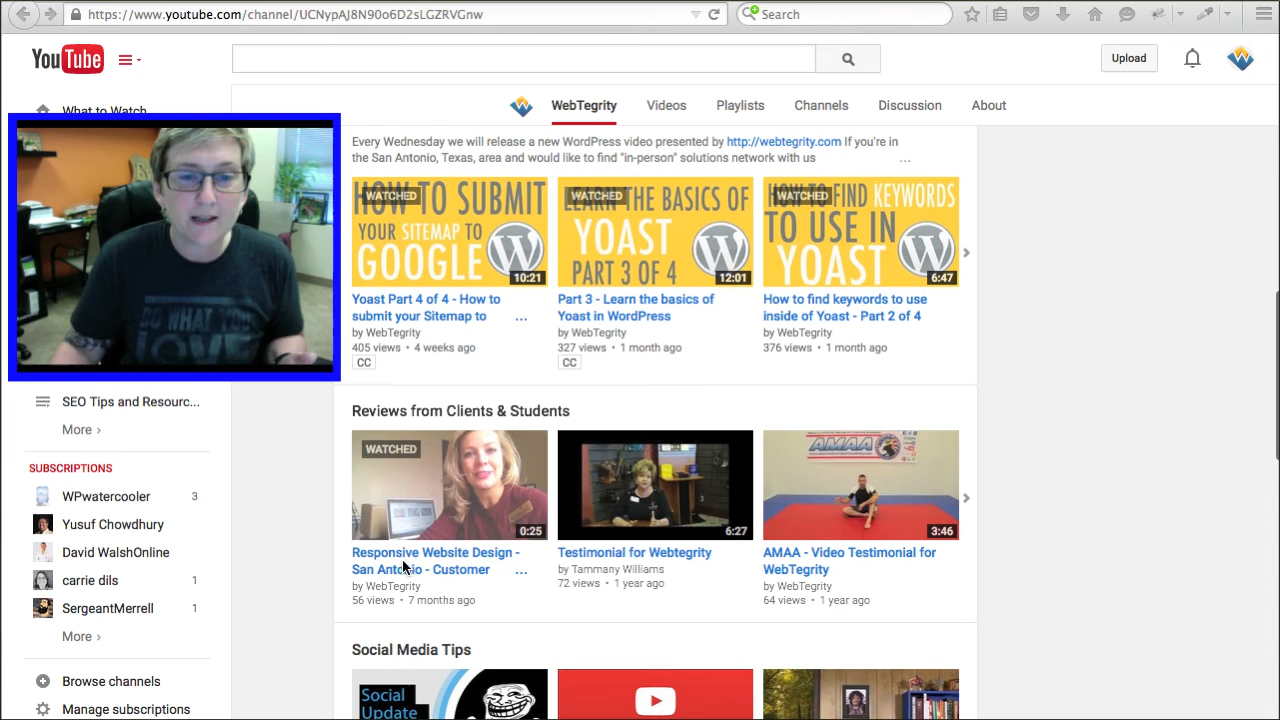 https://www.youtube.com/channel/UCNypAJ8N90o6D2sLGZRVGnw
Search
YouTube
Upload
What to Watch
WebTegrity
Videos
Playlists
Channels
Discussion
About
Every Wednesday we will release a new WordPress video presented by http://webtegrity.com If you're in
the San Antonio, Texas, area and would like to find "in-person" solutions network with us
...
WATCHED
HOW TO SUBMIT
YOUR SITEMAP TO
GOOGLE
10:21
WATCHED
LEARN THE BASICS OF
YOAST
PART 3 OF 4
12:01
WATCHED
HOW TO FIND KEYWORDS
TO USE IN
YOAST
6:47
Yoast Part 4 of 4 - How to
submit your Sitemap to ...
by WebTegrity
405 views • 4 weeks ago
CC
Part 3 - Learn the basics of
Yoast in WordPress
by WebTegrity
327 views • 1 month ago
CC
How to find keywords to use
inside of Yoast - Part 2 of 4
by WebTegrity
376 views • 1 month ago
DO WHAT YOU
LOVE
SEO Tips and Resourc...
More ›
SUBSCRIPTIONS
WPwatercooler 3
Yusuf Chowdhury
David WalshOnline
carrie dils 1
SergeantMerrell 1
More ›
Browse channels
Manage subscriptions
Reviews from Clients & Students
WATCHED
0:25
6:27
AMAA
3:46
Responsive Website Design -
San Antonio - Customer ...
by WebTegrity
56 views • 7 months ago
Testimonial for Webtegrity
by Tammany Williams
72 views • 1 year ago
AMAA - Video Testimonial for
WebTegrity
by WebTegrity
64 views • 1 year ago
Social Media Tips
Social
Update